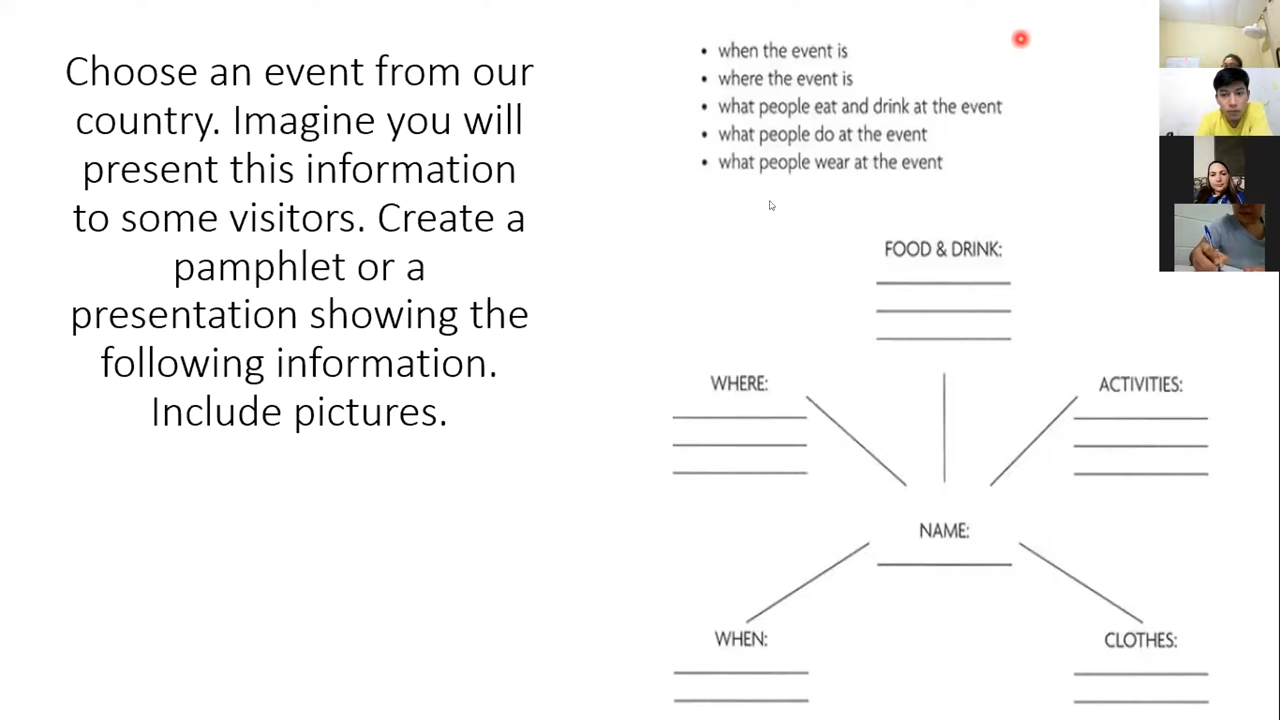 Choose an event from our
country. Imagine you will
present this information
to some visitors. Create a
pamphlet or a
presentation showing the
following information.
Include pictures.
• when the event is
• where the event is
• what people eat and drink at the event
• what people do at the event
• what people wear at the event
FOOD & DRINK:
WHERE:
ACTIVITIES:
NAME:
WHEN:
CLOTHES: